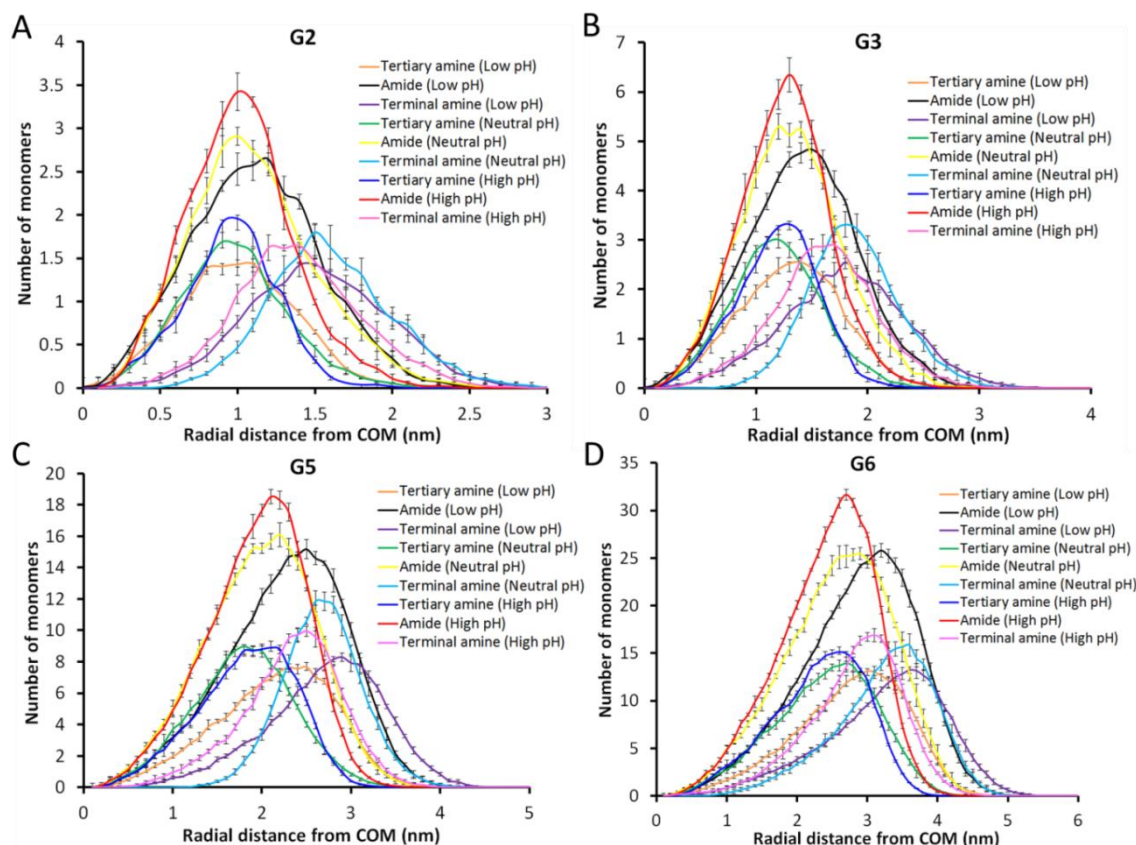 A
G2
4
3.5
3
2.5
2
1.5
1
0.5
0
Number of monomers
Tertiary amine (Low pH)
Amide (Low pH)
Terminal amine (Low pH)
Tertiary amine (Neutral pH)
Amide (Neutral pH)
Terminal amine (Neutral pH)
Tertiary amine (High pH)
Amide (High pH)
Terminal amine (High pH)
0 0.5 1 1.5 2 2.5 3
Radial distance from COM (nm)
B
G3
7
6
5
4
3
2
1
0
Number of monomers
Tertiary amine (Low pH)
Amide (Low pH)
Terminal amine (Low pH)
Tertiary amine (Neutral pH)
Amide (Neutral pH)
Terminal amine (Neutral pH)
Tertiary amine (High pH)
Amide (High pH)
Terminal amine (High pH)
0 1 2 3 4
Radial distance from COM (nm)
C
G5
20
18
16
14
12
10
8
6
4
2
0
Number of monomers
Tertiary amine (Low pH)
Amide (Low pH)
Terminal amine (Low pH)
Tertiary amine (Neutral pH)
Amide (Neutral pH)
Terminal amine (Neutral pH)
Tertiary amine (High pH)
Amide (High pH)
Terminal amine (High pH)
0 1 2 3 4 5
Radial distance from COM (nm)
D
G6
35
30
25
20
15
10
5
0
Number of monomers
Tertiary amine (Low pH)
Amide (Low pH)
Terminal amine (Low pH)
Tertiary amine (Neutral pH)
Amide (Neutral pH)
Terminal amine (Neutral pH)
Tertiary amine (High pH)
Amide (High pH)
Terminal amine (High pH)
0 1 2 3 4 5 6
Radial distance from COM (nm)